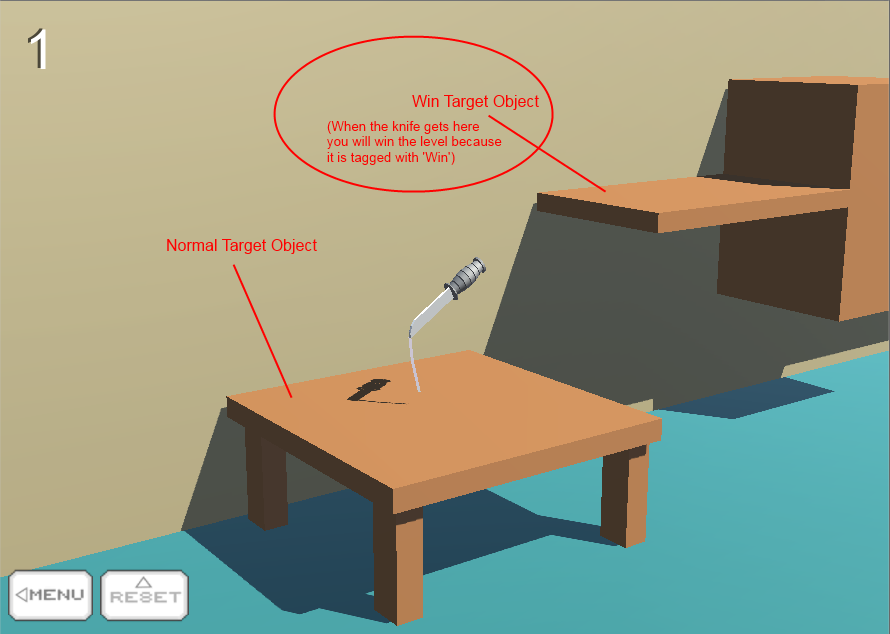 1
Win Target Object
(When the knife gets here
you will win the level because
it is tagged with 'Win')
Normal Target Object
MENU
RESET